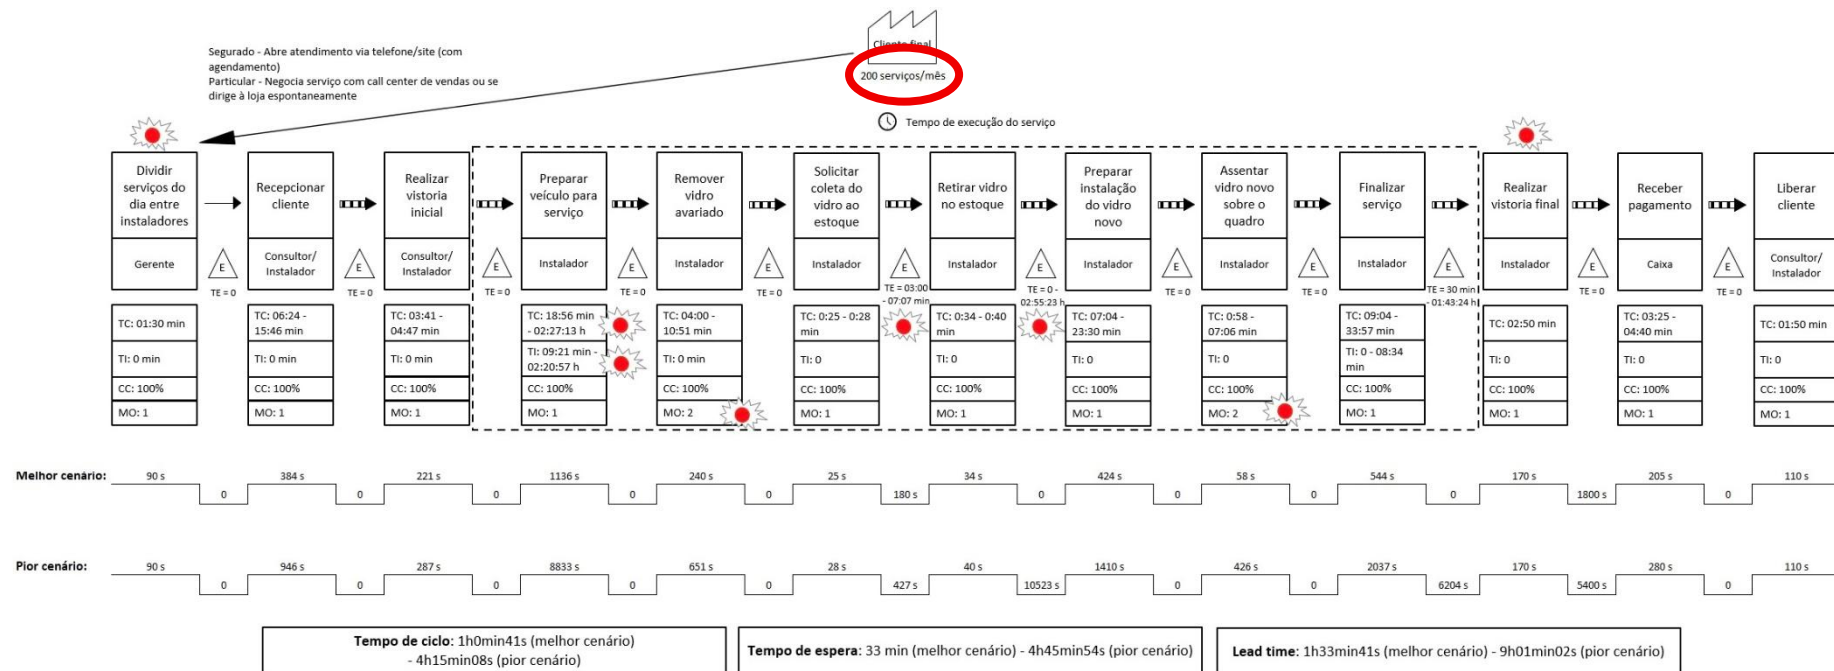 Cliente final
200 serviços/mês
Segurado - Abre atendimento via telefone/site (com
agendamento)
Particular - Negocia serviço com call center de vendas ou se
dirige à loja espontaneamente
Tempo de execução do serviço
Dividir
serviços do
dia entre
instaladores
Gerente
TC: 01:30 min
TI: 0 min
CC: 100%
MO: 1
E
TE = 0
Recepcionar
cliente
Consultor/
Instalador
TC: 06:24 -
15:46 min
TI: 0 min
CC: 100%
MO: 1
E
TE = 0
Realizar
vistoria
inicial
Consultor/
Instalador
TC: 03:41 -
04:47 min
TI: 0 min
CC: 100%
MO: 1
E
TE = 0
Preparar
veículo para
serviço
Instalador
TC: 18:56 min
- 02:27:13 h
TI: 09:21 min -
02:20:57 h
CC: 100%
MO: 1
E
TE = 0
Remover
vidro
avariado
Instalador
TC: 04:00 -
10:51 min
TI: 0 min
CC: 100%
MO: 2
E
TE = 0
Solicitar
coleta do
vidro ao
estoque
Instalador
TC: 0:25 - 0:28
min
TI: 0
CC: 100%
MO: 1
E
TE = 03:00
- 07:07 min
Retirar vidro
no estoque
Instalador
TC: 0:34 - 0:40
min
TI: 0
CC: 100%
MO: 1
E
TE = 0 -
02:55:23 h
Preparar
instalação
do vidro
novo
Instalador
TC: 07:04 -
23:30 min
TI: 0
CC: 100%
MO: 1
E
TE = 0
Assentar
vidro novo
sobre o
quadro
Instalador
TC: 0:58 -
07:06 min
TI: 0
CC: 100%
MO: 2
E
TE = 0
Finalizar
serviço
Instalador
TC: 09:04 -
33:57 min
TI: 0 - 08:34
min
CC: 100%
MO: 1
E
TE = 30 min
- 01:43:24 h
Realizar
vistoria final
Instalador
TC: 02:50 min
TI: 0
CC: 100%
MO: 1
E
TE = 0
Receber
pagamento
Caixa
TC: 03:25 -
04:40 min
TI: 0
CC: 100%
MO: 1
E
TE = 0
Liberar
cliente
Consultor/
Instalador
TC: 01:50 min
TI: 0
CC: 100%
MO: 1
Melhor cenário: 90 s 0 384 s 0 221 s 0 1136 s 0 240 s 0 25 s 180 s 34 s 0 424 s 0 58 s 0 544 s 0 170 s 1800 s 205 s 0 110 s
Pior cenário: 90 s 0 946 s 0 287 s 0 8833 s 0 651 s 0 28 s 427 s 40 s 10523 s 1410 s 0 426 s 0 2037 s 6204 s 170 s 5400 s 280 s 0 110 s
Tempo de ciclo: 1h0min41s (melhor cenário)
- 4h15min08s (pior cenário)
Tempo de espera: 33 min (melhor cenário) - 4h45min54s (pior cenário)
Lead time: 1h33min41s (melhor cenário) - 9h01min02s (pior cenário)